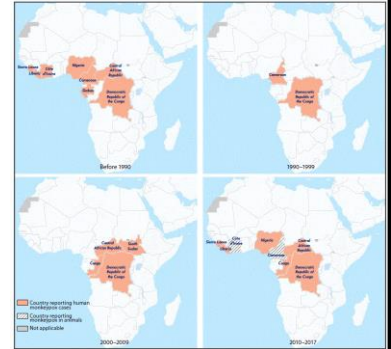 Sierra Leone
Côte
d'Ivoire
Liberia
Nigeria
Cameroon
Gabon
Central
African
Republic
Democratic
Republic of
the Congo
Before 1990
Cameroon
Democratic
Republic of
the Congo
1990–1999
Central
African Republic
South
Sudan
Congo
Democratic
Republic of
the Congo
Country reporting human
monkeypox cases
Country reporting
monkeypox in animals
Not applicable
2000–2009
Sierra Leone
Côte
d'Ivoire
Liberia
Nigeria
Cameroon
Central
African Republic
Congo
Democratic
Republic of
the Congo
2010–2017